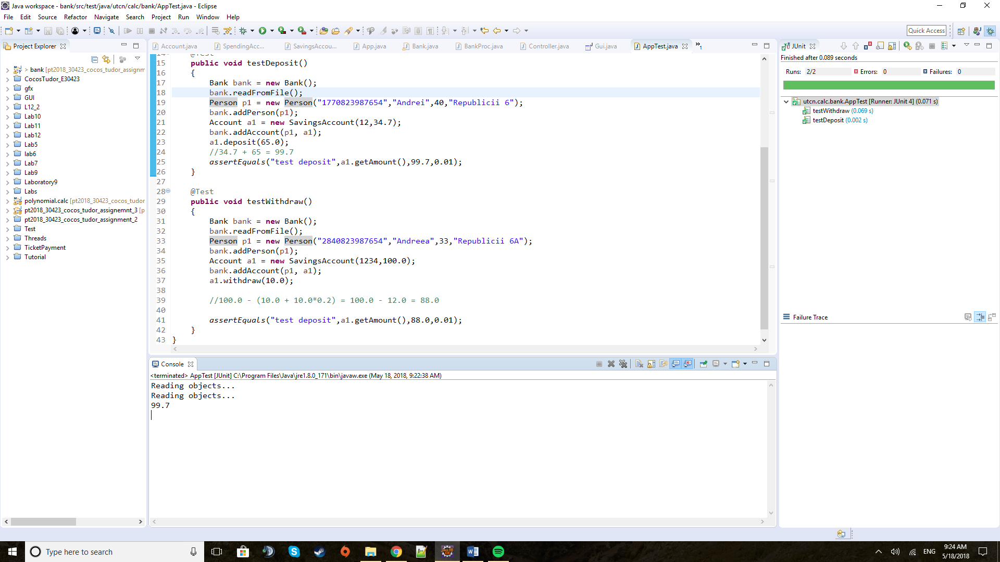 Java workspace - bank/src/test/java/utcn/calc/bank/AppTest.java - Eclipse
File Edit Source Refactor Navigate Search Project Run Window Help
Quick Access
Project Explorer
> bank [pt2018_30423_cocos_tudor_assignm
CocosTudor_E30423
gfx
GUI
L12_2
Lab10
Lab11
Lab12
Lab5
lab6
Lab7
Lab9
Laboratory9
Labs
polynomial.calc [pt2018_30423_cocos_tudor
pt2018_30423_cocos_tudor_assignemnt_3 [p
pt2018_30423_cocos_tudor_assignment_2
Test
Threads
TicketPayment
Tutorial
Account.java SpendingAcc... SavingsAccou... App.java Bank.java BankProc.java Controller.java Gui.java AppTest.java »1
14 @Test
15 public void testDeposit()
16 {
17 Bank bank = new Bank();
18 bank.readFromFile();
19 Person p1 = new Person("1770823987654","Andrei",40,"Republicii 6");
20 bank.addPerson(p1);
21 Account a1 = new SavingsAccount(12,34.7);
22 bank.addAccount(p1, a1);
23 a1.deposit(65.0);
24 //34.7 + 65 = 99.7
25 assertEquals("test deposit",a1.getAmount(),99.7,0.01);
26 }
27
28 @Test
29 public void testWithdraw()
30 {
31 Bank bank = new Bank();
32 bank.readFromFile();
33 Person p1 = new Person("2840823987654","Andreea",33,"Republicii 6A");
34 bank.addPerson(p1);
35 Account a1 = new SavingsAccount(1234,100.0);
36 bank.addAccount(p1, a1);
37 a1.withdraw(10.0);
38
39 //100.0 - (10.0 + 10.0*0.2) = 100.0 - 12.0 = 88.0
40
41 assertEquals("test deposit",a1.getAmount(),88.0,0.01);
42 }
43 }
Console
<terminated> AppTest [JUnit] C:\Program Files\Java\jre1.8.0_171\bin\javaw.exe (May 18, 2018, 9:22:38 AM)
Reading objects...
Reading objects...
99.7
JUnit
Finished after 0.089 seconds
Runs: 2/2 Errors: 0 Failures: 0
utcn.calc.bank.AppTest [Runner: JUnit 4] (0.071 s)
testWithdraw (0.069 s)
testDeposit (0.002 s)
Failure Trace
Type here to search
ENG
9:24 AM
5/18/2018